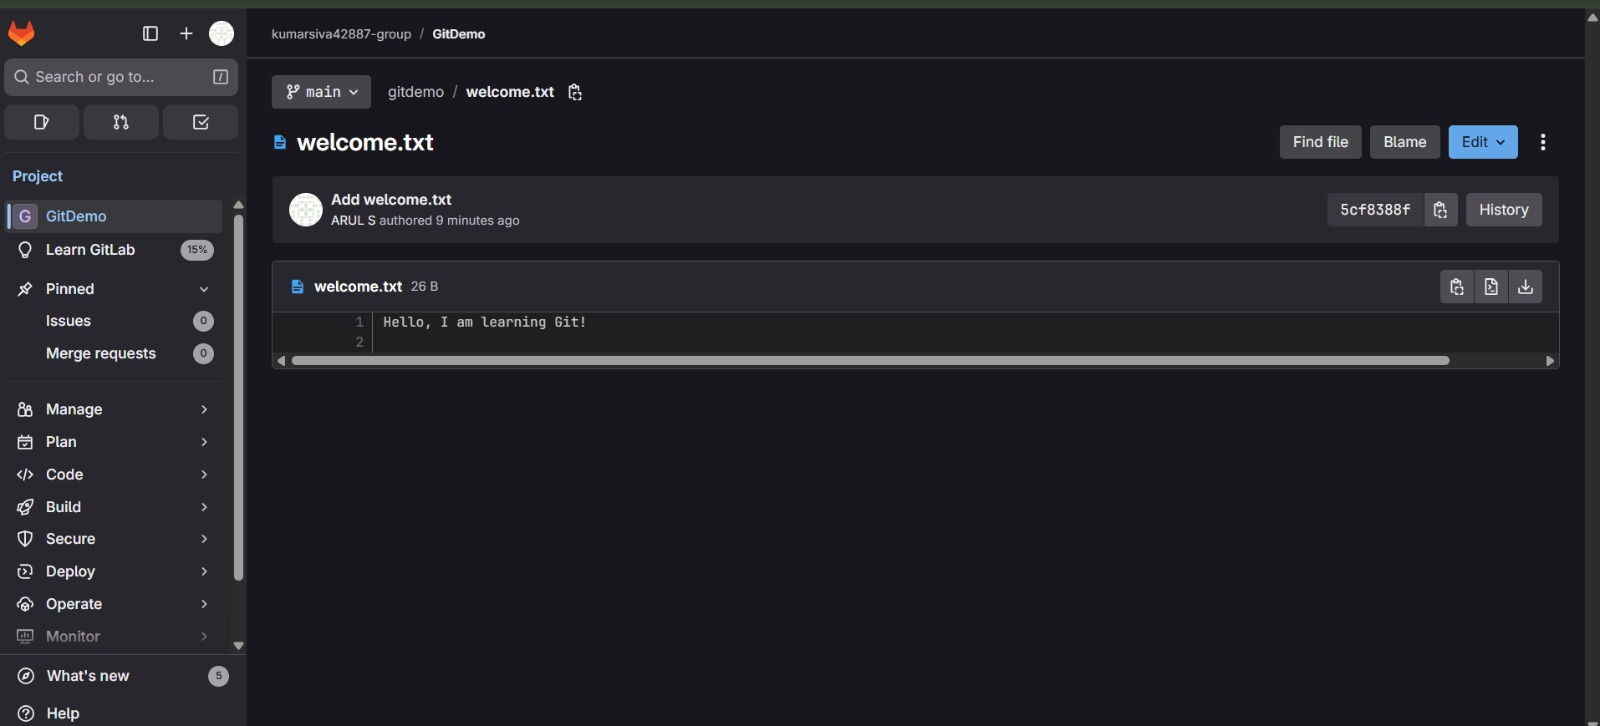 kumarsiva42887-group / GitDemo
Search or go to... /
main
gitdemo / welcome.txt
welcome.txt
Find file
Blame
Edit
Project
Add welcome.txt
ARUL S authored 9 minutes ago
5cf8388f
History
G GitDemo
Learn GitLab 15%
Pinned
Issues 0
Merge requests 0
welcome.txt 26 B
1 Hello, I am learning Git!
2
Manage
Plan
Code
Build
Secure
Deploy
Operate
Monitor
What's new 5
Help